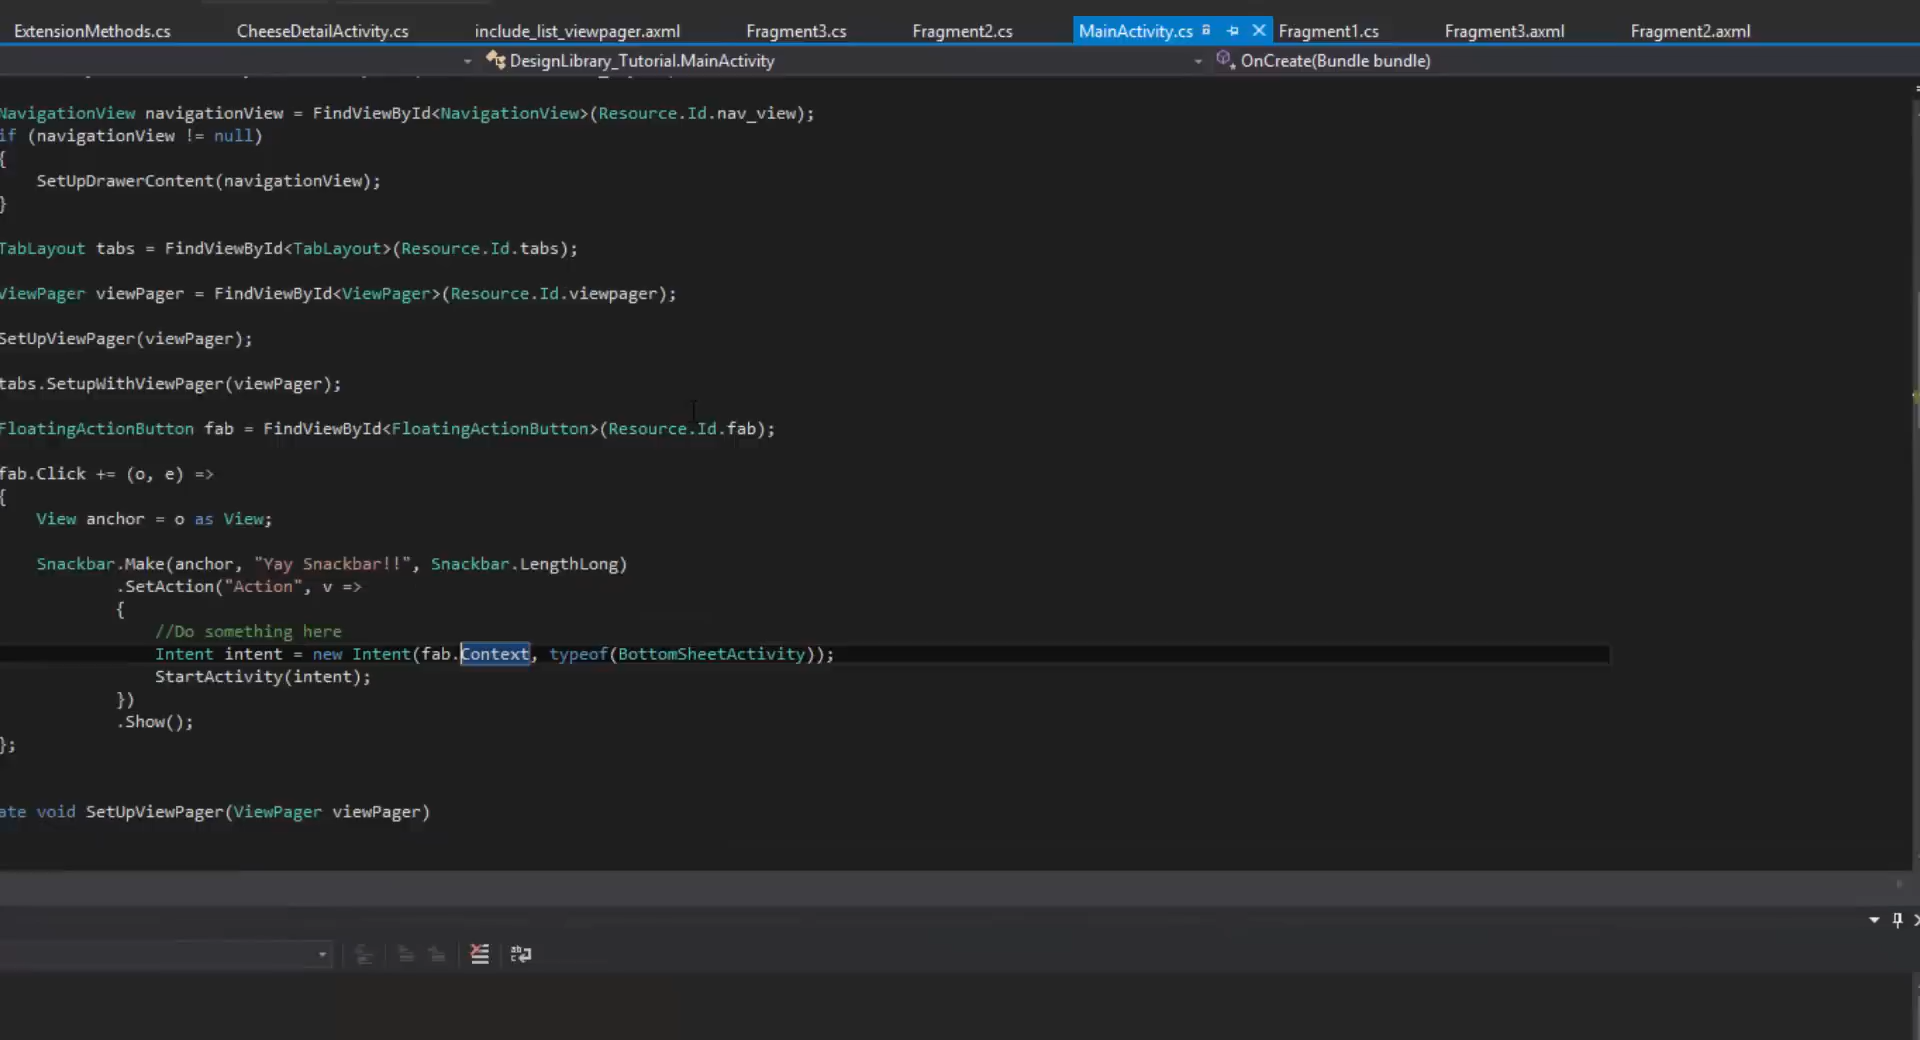 ExtensionMethods.cs CheeseDetailActivity.cs include_list_viewpager.axml Fragment3.cs Fragment2.cs MainActivity.cs Fragment1.cs Fragment3.axml Fragment2.axml
DesignLibrary_Tutorial.MainActivity OnCreate(Bundle bundle)
NavigationView navigationView = FindViewById<NavigationView>(Resource.Id.nav_view);
if (navigationView != null)
{
SetUpDrawerContent(navigationView);
}
TabLayout tabs = FindViewById<TabLayout>(Resource.Id.tabs);
ViewPager viewPager = FindViewById<ViewPager>(Resource.Id.viewpager);
SetUpViewPager(viewPager);
tabs.SetupWithViewPager(viewPager);
FloatingActionButton fab = FindViewById<FloatingActionButton>(Resource.Id.fab);
fab.Click += (o, e) =>
{
View anchor = o as View;
Snackbar.Make(anchor, "Yay Snackbar!!", Snackbar.LengthLong)
.SetAction("Action", v =>
{
//Do something here
Intent intent = new Intent(fab.Context, typeof(BottomSheetActivity));
StartActivity(intent);
})
.Show();
};
ate void SetUpViewPager(ViewPager viewPager)